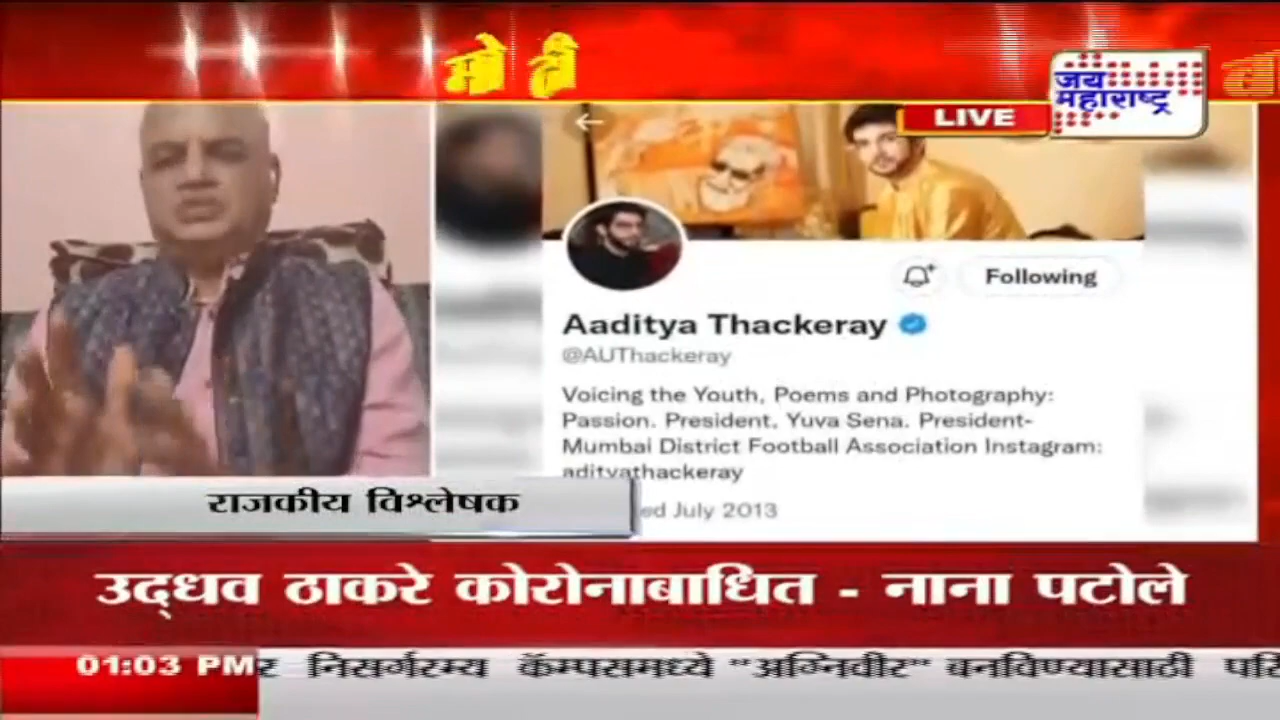 मो ठी
जय
महाराष्ट्र
LIVE
Following
Aaditya Thackeray
@AUThackeray
Voicing the Youth, Poems and Photography:
Passion. President, Yuva Sena. President-
Mumbai District Football Association Instagram:
adityathackeray
ed July 2013
राजकीय विश्लेषक
उद्धव ठाकरे कोरोनाबाधित - नाना पटोले
01:03 PM
निसर्गरम्य कॅम्पसमध्ये "अग्निवीर" बनविण्यासाठी